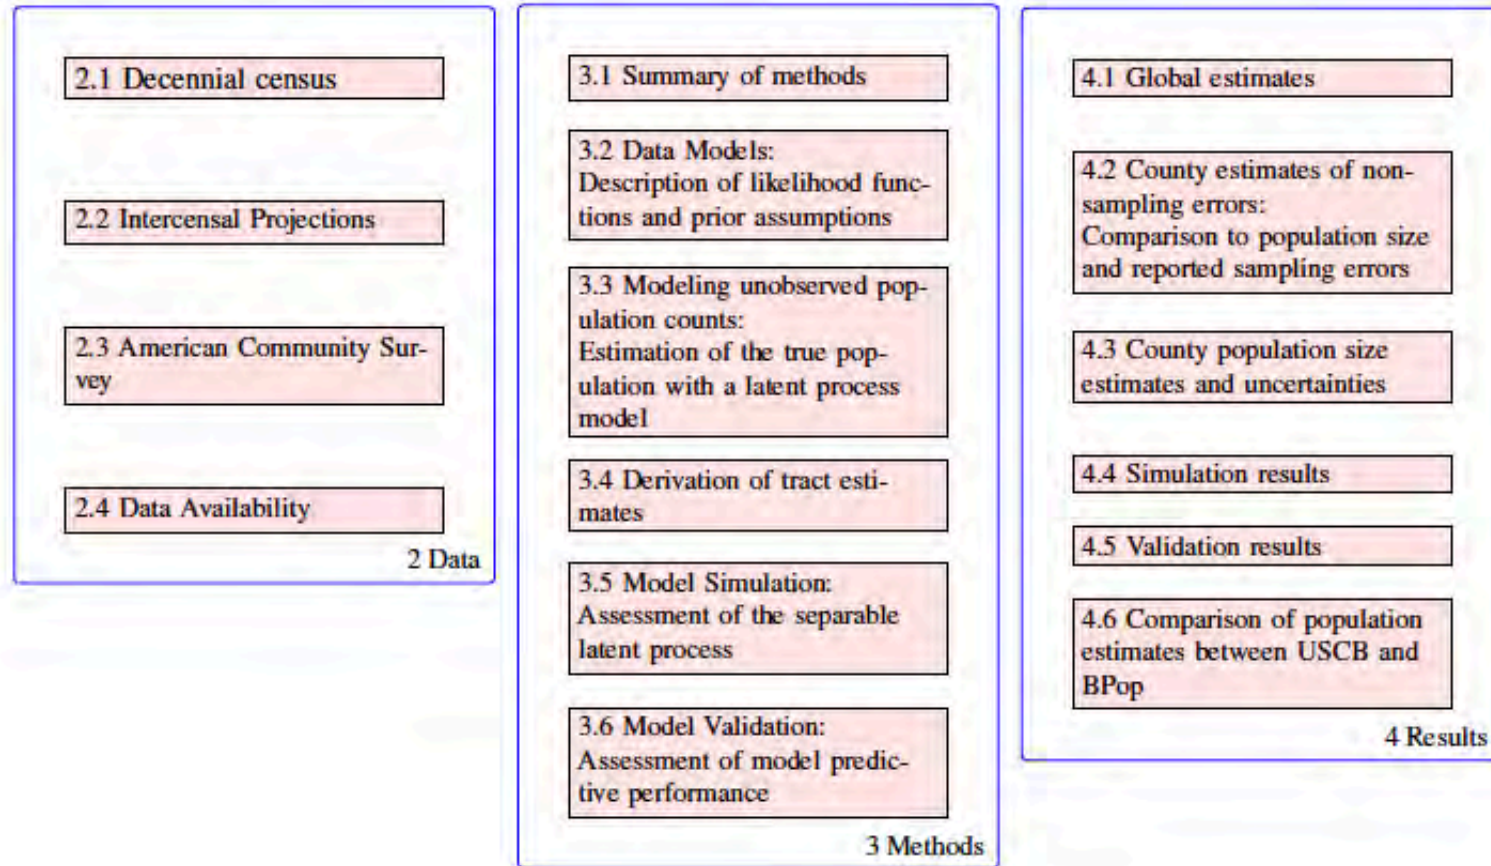 2.1 Decennial census
2.2 Intercensal Projections
2.3 American Community Sur-
vey
2.4 Data Availability
2 Data
3.1 Summary of methods
3.2 Data Models:
Description of likelihood func-
tions and prior assumptions
3.3 Modeling unobserved pop-
ulation counts:
Estimation of the true pop-
ulation with a latent process
model
3.4 Derivation of tract esti-
mates
3.5 Model Simulation:
Assessment of the separable
latent process
3.6 Model Validation:
Assessment of model predic-
tive performance
3 Methods
4.1 Global estimates
4.2 County estimates of non-
sampling errors:
Comparison to population size
and reported sampling errors
4.3 County population size
estimates and uncertainties
4.4 Simulation results
4.5 Validation results
4.6 Comparison of population
estimates between USCB and
BPop
4 Results